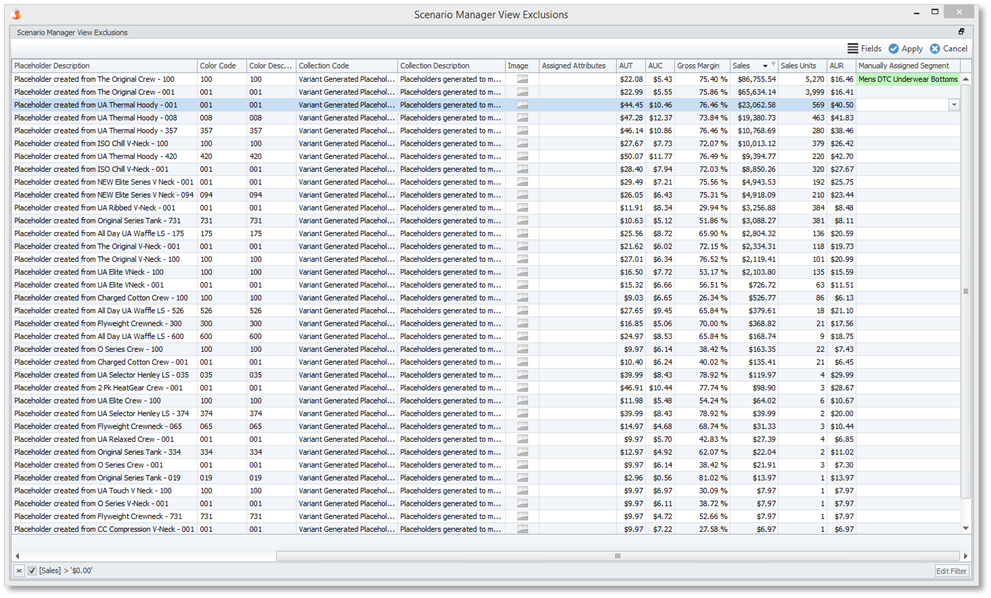 Scenario Manager View Exclusions
Scenario Manager View Exclusions
Fields Apply Cancel
Placeholder Description Color Code Color Desc... Collection Code Collection Description Image Assigned Attributes AUT AUC Gross Margin Sales Sales Units AUR Manually Assigned Segment
Placeholder created from The Original Crew - 100 100 100 Variant Generated Placehol... Placeholders generated to m... $22.08 $5.43 75.40 % $86,755.54 5,270 $16.46 Mens DTC Underwear Bottoms
Placeholder created from The Original Crew - 001 001 001 Variant Generated Placehol... Placeholders generated to m... $22.99 $5.55 75.86 % $65,634.14 3,999 $16.41
Placeholder created from UA Thermal Hoody - 001 001 001 Variant Generated Placehol... Placeholders generated to m... $44.45 $10.46 76.46 % $23,062.58 569 $40.50
Placeholder created from UA Thermal Hoody - 008 008 008 Variant Generated Placehol... Placeholders generated to m... $47.28 $12.37 73.84 % $19,380.73 463 $41.83
Placeholder created from UA Thermal Hoody - 357 357 357 Variant Generated Placehol... Placeholders generated to m... $46.14 $10.86 76.46 % $10,768.69 280 $38.46
Placeholder created from ISO Chill V-Neck - 100 100 100 Variant Generated Placehol... Placeholders generated to m... $27.67 $7.73 72.07 % $10,013.12 379 $26.42
Placeholder created from UA Thermal Hoody - 420 420 420 Variant Generated Placehol... Placeholders generated to m... $50.07 $11.77 76.49 % $9,394.77 220 $42.70
Placeholder created from ISO Chill V-Neck - 001 001 001 Variant Generated Placehol... Placeholders generated to m... $28.40 $7.94 72.03 % $8,850.26 320 $27.67
Placeholder created from NEW Elite Series V Neck - 001 001 001 Variant Generated Placehol... Placeholders generated to m... $29.49 $7.21 75.56 % $4,943.53 192 $25.75
Placeholder created from NEW Elite Series V Neck - 094 094 094 Variant Generated Placehol... Placeholders generated to m... $26.05 $6.43 75.31 % $4,918.09 210 $23.44
Placeholder created from UA Ribbed V-Neck - 001 001 001 Variant Generated Placehol... Placeholders generated to m... $11.91 $8.34 29.94 % $3,256.88 384 $8.48
Placeholder created from Original Series Tank - 731 731 731 Variant Generated Placehol... Placeholders generated to m... $10.63 $5.12 51.86 % $3,088.27 381 $8.11
Placeholder created from All Day UA Waffle LS - 175 175 175 Variant Generated Placehol... Placeholders generated to m... $25.56 $8.72 65.90 % $2,804.32 136 $20.59
Placeholder created from The Original V-Neck - 001 001 001 Variant Generated Placehol... Placeholders generated to m... $21.62 $6.02 72.15 % $2,334.31 118 $19.73
Placeholder created from The Original V-Neck - 100 100 100 Variant Generated Placehol... Placeholders generated to m... $27.01 $6.34 76.52 % $2,119.41 101 $20.99
Placeholder created from UA Elite VNeck - 100 100 100 Variant Generated Placehol... Placeholders generated to m... $16.50 $7.72 53.17 % $2,103.80 135 $15.59
Placeholder created from UA Elite VNeck - 001 001 001 Variant Generated Placehol... Placeholders generated to m... $15.32 $6.66 56.51 % $726.72 63 $11.51
Placeholder created from Charged Cotton Crew - 100 100 100 Variant Generated Placehol... Placeholders generated to m... $9.03 $6.65 26.34 % $526.77 86 $6.13
Placeholder created from All Day UA Waffle LS - 526 526 526 Variant Generated Placehol... Placeholders generated to m... $27.65 $9.45 65.84 % $379.61 18 $21.10
Placeholder created from Flyweight Crewneck - 300 300 300 Variant Generated Placehol... Placeholders generated to m... $16.85 $5.06 70.00 % $368.82 21 $17.56
Placeholder created from All Day UA Waffle LS - 600 600 600 Variant Generated Placehol... Placeholders generated to m... $24.97 $8.53 65.84 % $168.74 9 $18.75
Placeholder created from O Series Crew - 100 100 100 Variant Generated Placehol... Placeholders generated to m... $9.97 $6.14 38.42 % $163.35 22 $7.43
Placeholder created from Charged Cotton Crew - 001 001 001 Variant Generated Placehol... Placeholders generated to m... $10.40 $6.24 40.02 % $135.41 21 $6.45
Placeholder created from UA Selector Henley LS - 035 035 035 Variant Generated Placehol... Placeholders generated to m... $39.99 $8.43 78.92 % $119.97 4 $29.99
Placeholder created from 2 Pk HeatGear Crew - 001 001 001 Variant Generated Placehol... Placeholders generated to m... $46.91 $10.44 77.74 % $98.90 3 $28.67
Placeholder created from UA Elite Crew - 100 100 100 Variant Generated Placehol... Placeholders generated to m... $11.98 $5.48 54.24 % $64.02 6 $10.67
Placeholder created from UA Selector Henley LS - 374 374 374 Variant Generated Placehol... Placeholders generated to m... $39.99 $8.43 78.92 % $39.99 2 $20.00
Placeholder created from Flyweight Crewneck - 065 065 065 Variant Generated Placehol... Placeholders generated to m... $14.97 $4.68 68.74 % $31.33 3 $10.44
Placeholder created from UA Relaxed Crew - 001 001 001 Variant Generated Placehol... Placeholders generated to m... $9.97 $5.70 42.83 % $27.39 4 $6.85
Placeholder created from Original Series Tank - 334 334 334 Variant Generated Placehol... Placeholders generated to m... $12.97 $4.92 62.07 % $22.04 2 $11.02
Placeholder created from O Series Crew - 001 001 001 Variant Generated Placehol... Placeholders generated to m... $9.97 $6.14 38.42 % $21.91 3 $7.30
Placeholder created from Original Series Tank - 019 019 019 Variant Generated Placehol... Placeholders generated to m... $2.96 $0.56 81.02 % $13.97 1 $13.97
Placeholder created from UA Touch V Neck - 100 100 100 Variant Generated Placehol... Placeholders generated to m... $9.97 $6.97 30.09 % $7.97 1 $7.97
Placeholder created from O Series V-Neck - 001 001 001 Variant Generated Placehol... Placeholders generated to m... $9.97 $6.11 38.72 % $7.97 1 $7.97
Placeholder created from Flyweight Crewneck - 731 731 731 Variant Generated Placehol... Placeholders generated to m... $9.97 $4.72 52.66 % $7.97 1 $7.97
Placeholder created from CC Compression V-Neck - 001 001 001 Variant Generated Placehol... Placeholders generated to m... $9.97 $7.22 27.58 % $6.97 1 $6.97
[Sales] > '$0.00' Edit Filter